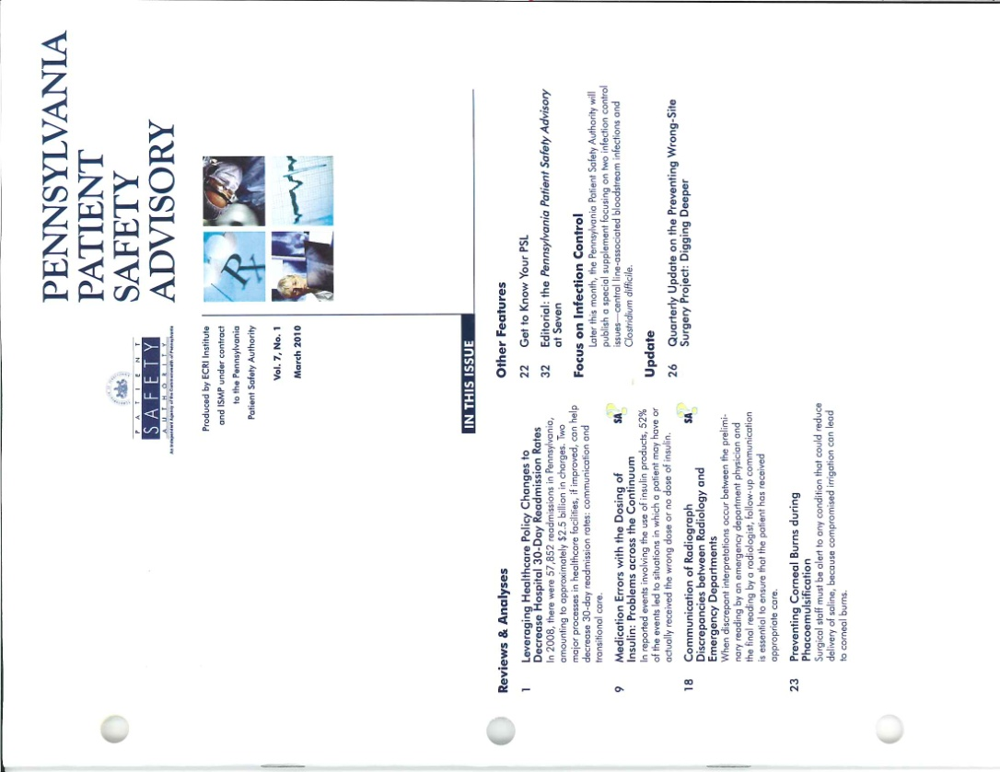 PENNSYLVANIA
PATIENT
SAFETY
ADVISORY
PATIENT
SAFETY
AUTHORITY
An Independent Agency of the Commonwealth of Pennsylvania
Produced by ECRI Institute
and ISMP under contract
to the Pennsylvania
Patient Safety Authority
Vol. 7, No. 1
March 2010
Rx
IN THIS ISSUE
Reviews & Analyses
1 Leveraging Healthcare Policy Changes to
Decrease Hospital 30-Day Readmission Rates
In 2008, there were 57,852 readmissions in Pennsylvania,
amounting to approximately $2.5 billion in charges. Two
major processes in healthcare facilities, if improved, can help
decrease 30-day readmission rates: communication and
transitional care.
9 Medication Errors with the Dosing of
Insulin: Problems across the Continuum
SA
In reported events involving the use of insulin products, 52%
of the events led to situations in which a patient may have or
actually received the wrong dose or no dose of insulin.
18 Communication of Radiograph
Discrepancies between Radiology and
Emergency Departments
SA
When discrepant interpretations occur between the prelimi-
nary reading by an emergency department physician and
the final reading by a radiologist, follow-up communication
is essential to ensure that the patient has received
appropriate care.
23 Preventing Corneal Burns during
Phacoemulsification
Surgical staff must be alert to any condition that could reduce
delivery of saline, because compromised irrigation can lead
to corneal burns.
Other Features
22 Get to Know Your PSL
32 Editorial: the Pennsylvania Patient Safety Advisory
at Seven
Focus on Infection Control
Later this month, the Pennsylvania Patient Safety Authority will
publish a special supplement focusing on two infection control
issues—central line-associated bloodstream infections and
Clostridium difficile.
Update
26 Quarterly Update on the Preventing Wrong-Site
Surgery Project: Digging Deeper